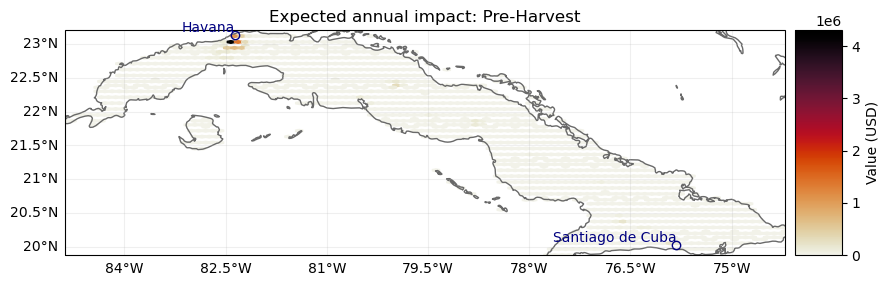 Expected annual impact: Pre-Harvest
1e6
Havana
23°N
22.5°N
22°N
21.5°N
21°N
20.5°N
20°N
Santiago de Cuba
84°W
82.5°W
81°W
79.5°W
78°W
76.5°W
75°W
4
3
2
1
0
Value (USD)